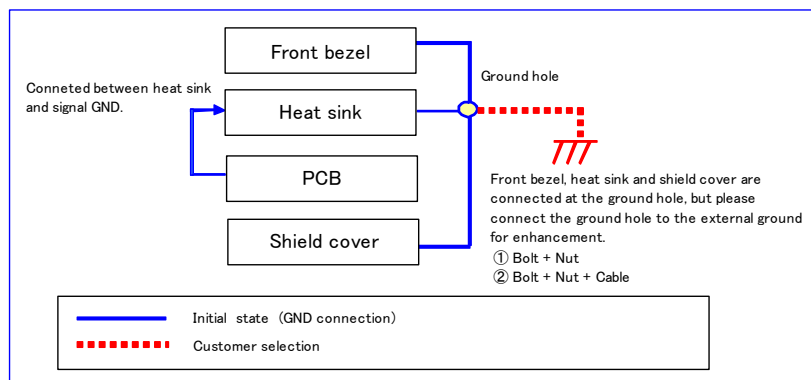 Front bezel
Ground hole
Conneted between heat sink
and signal GND.
Heat sink
PCB
Front bezel, heat sink and shield cover are
connected at the ground hole, but please
connect the ground hole to the external ground
for enhancement.
① Bolt + Nut
② Bolt + Nut + Cable
Shield cover
Initial state (GND connection)
Customer selection